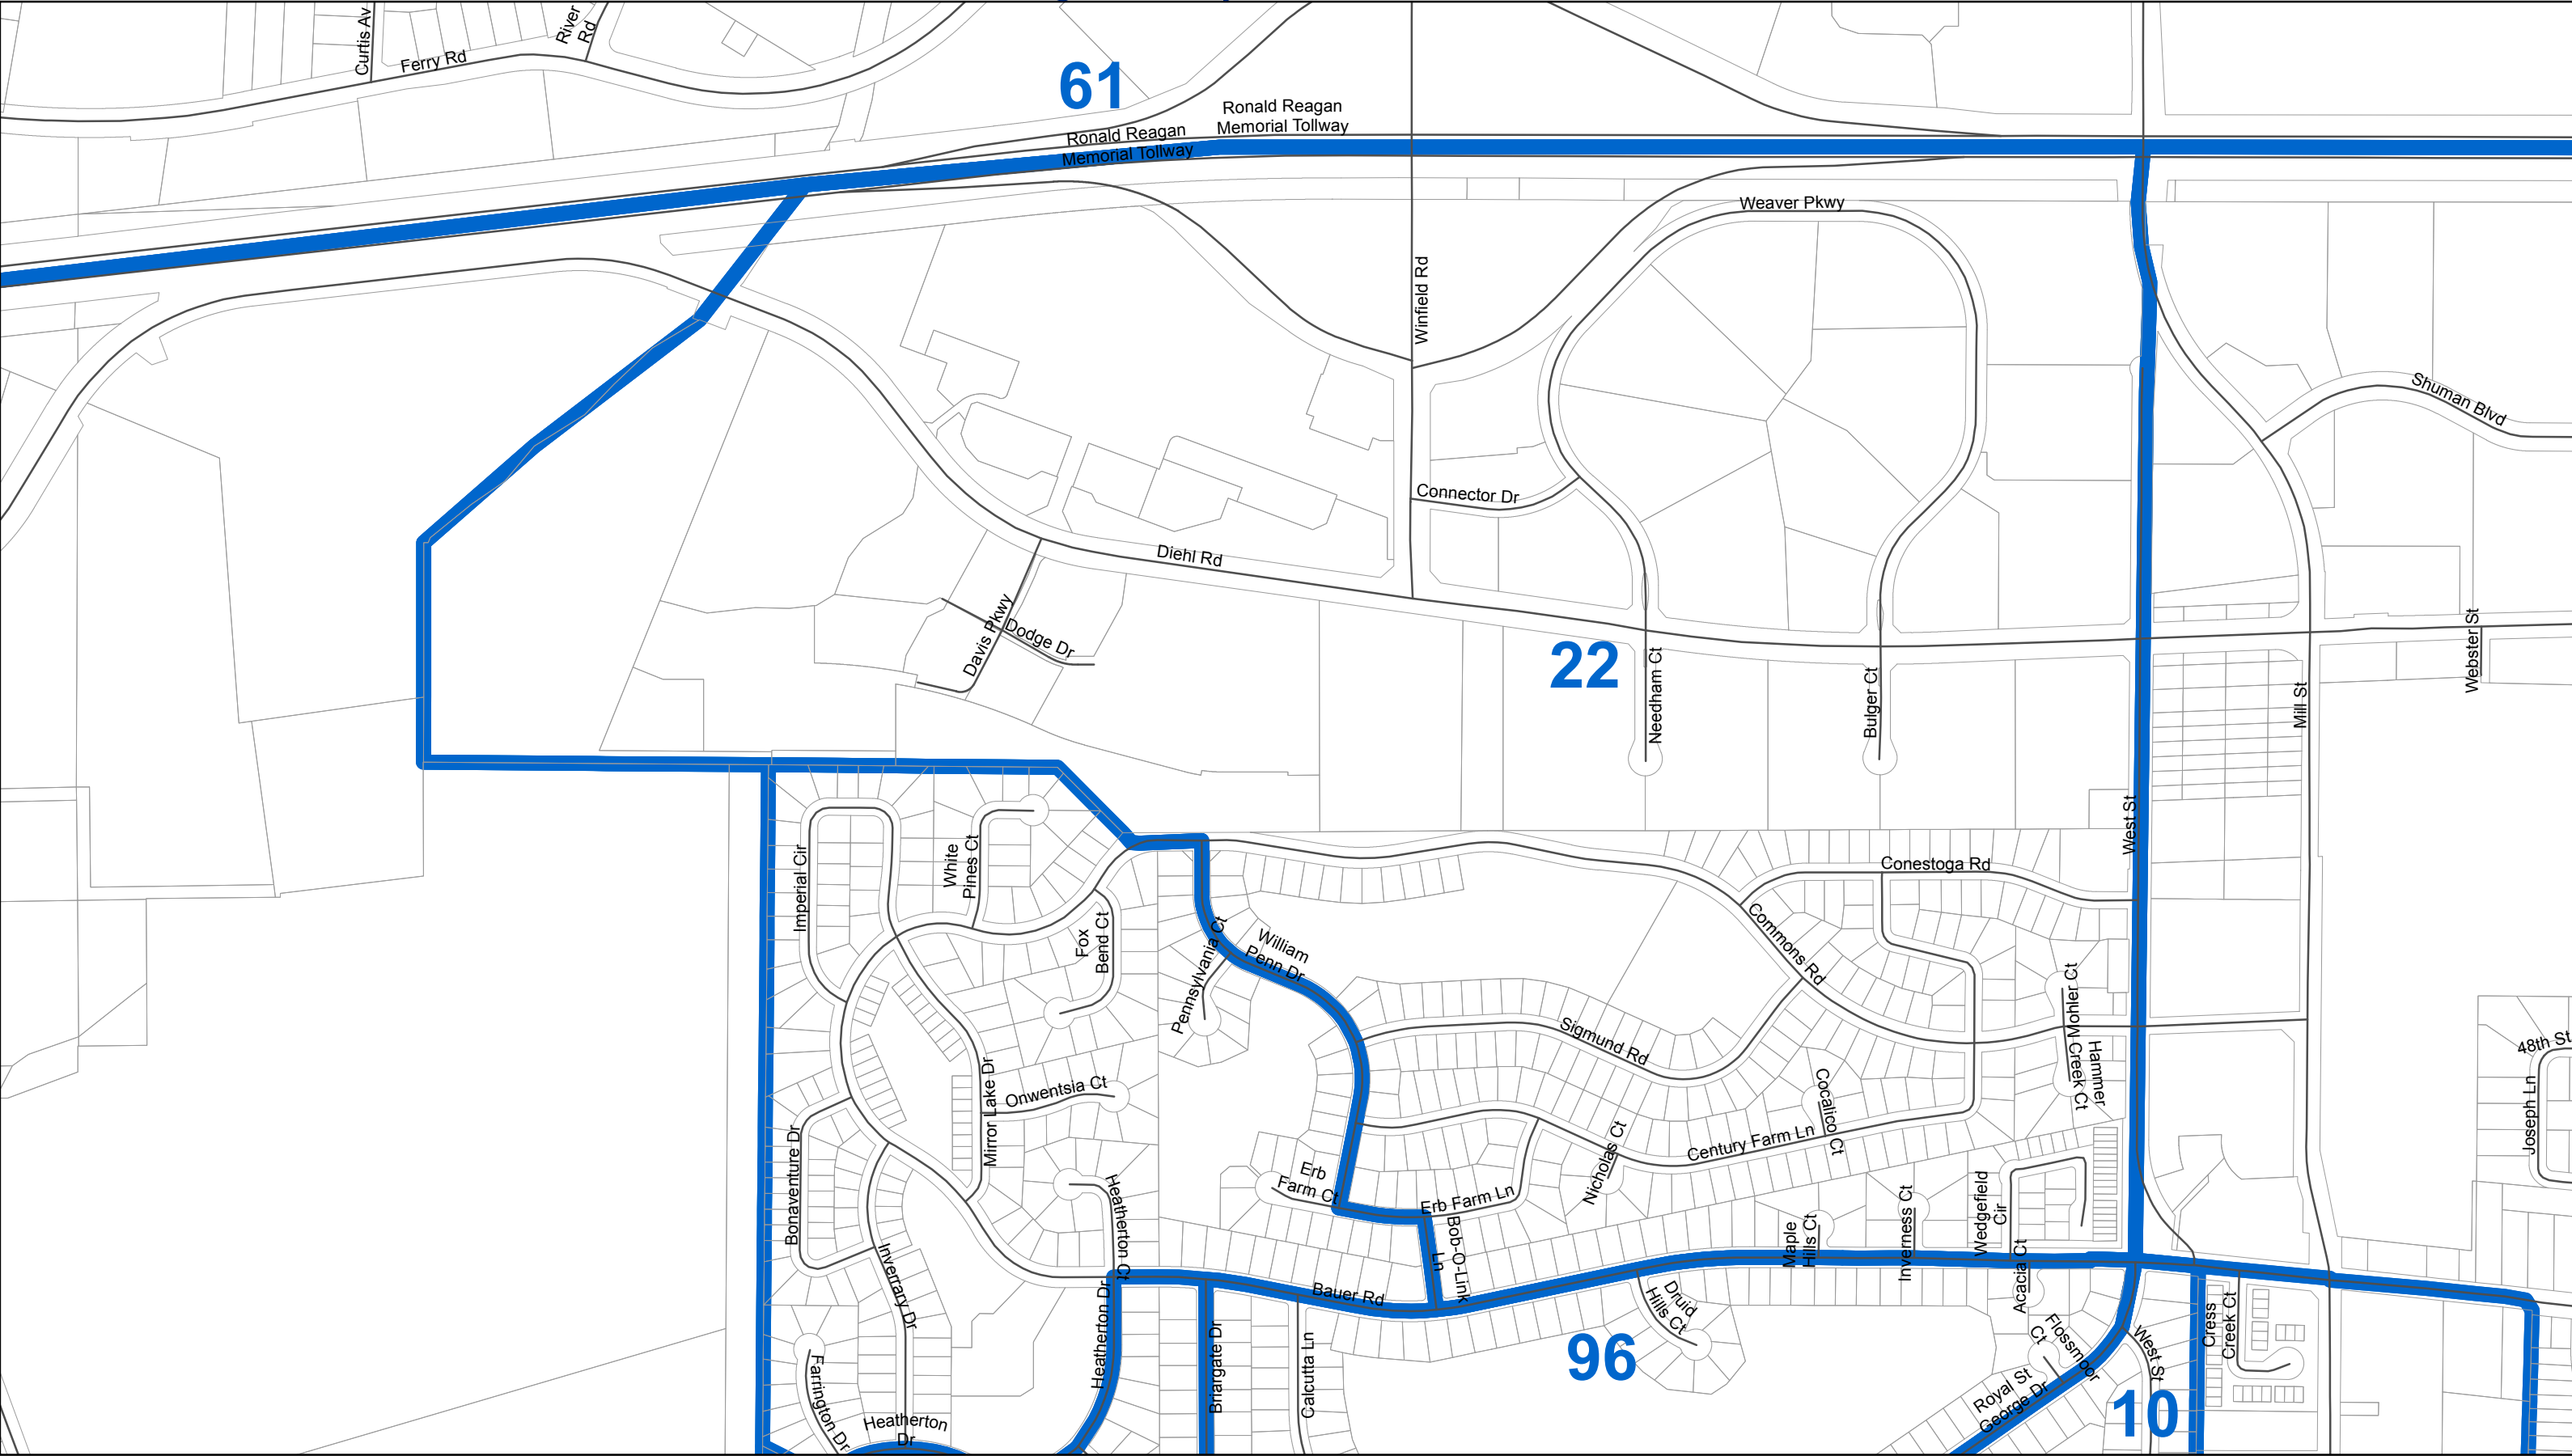 Curtis Av
River
Rd
Ferry Rd
61
Ronald Reagan
Memorial Tollway
Ronald Reagan
Memorial Tollway
Weaver Pkwy
Winfield Rd
Shuman Blvd
Connector Dr
Diehl Rd
Davis Pkwy
Dodge Dr
22
Needham Ct
Bulger Ct
Webster St
Mill St
West St
Imperial Cir
White
Pines Ct
Conestoga Rd
Fox
Bend Ct
Pennsylvania Ct
William
Penn Dr
Commons Rd
Mohler Ct
Sigmund Rd
Hammer
Creek Ct
48th St
Joseph Ln
Mirror Lake Dr
Onwentsia Ct
Cocalico Ct
Century Farm Ln
Nicholas Ct
Bonaventure Dr
Erb
Farm Ct
Erb Farm Ln
Heatherton Ct
Bob-O-Link
Ln
Maple
Hills Ct
Inverness Ct
Wedgefield
Cir
Acacia Ct
Inverrary Dr
Heatherton Dr
Bauer Rd
Druid
Hills Ct
Briargate Dr
Calcutta Ln
96
Flossmoor
Ct
West St
Cress
Creek Ct
Farrington Dr
Heatherton
Dr
Royal St
George Dr
10